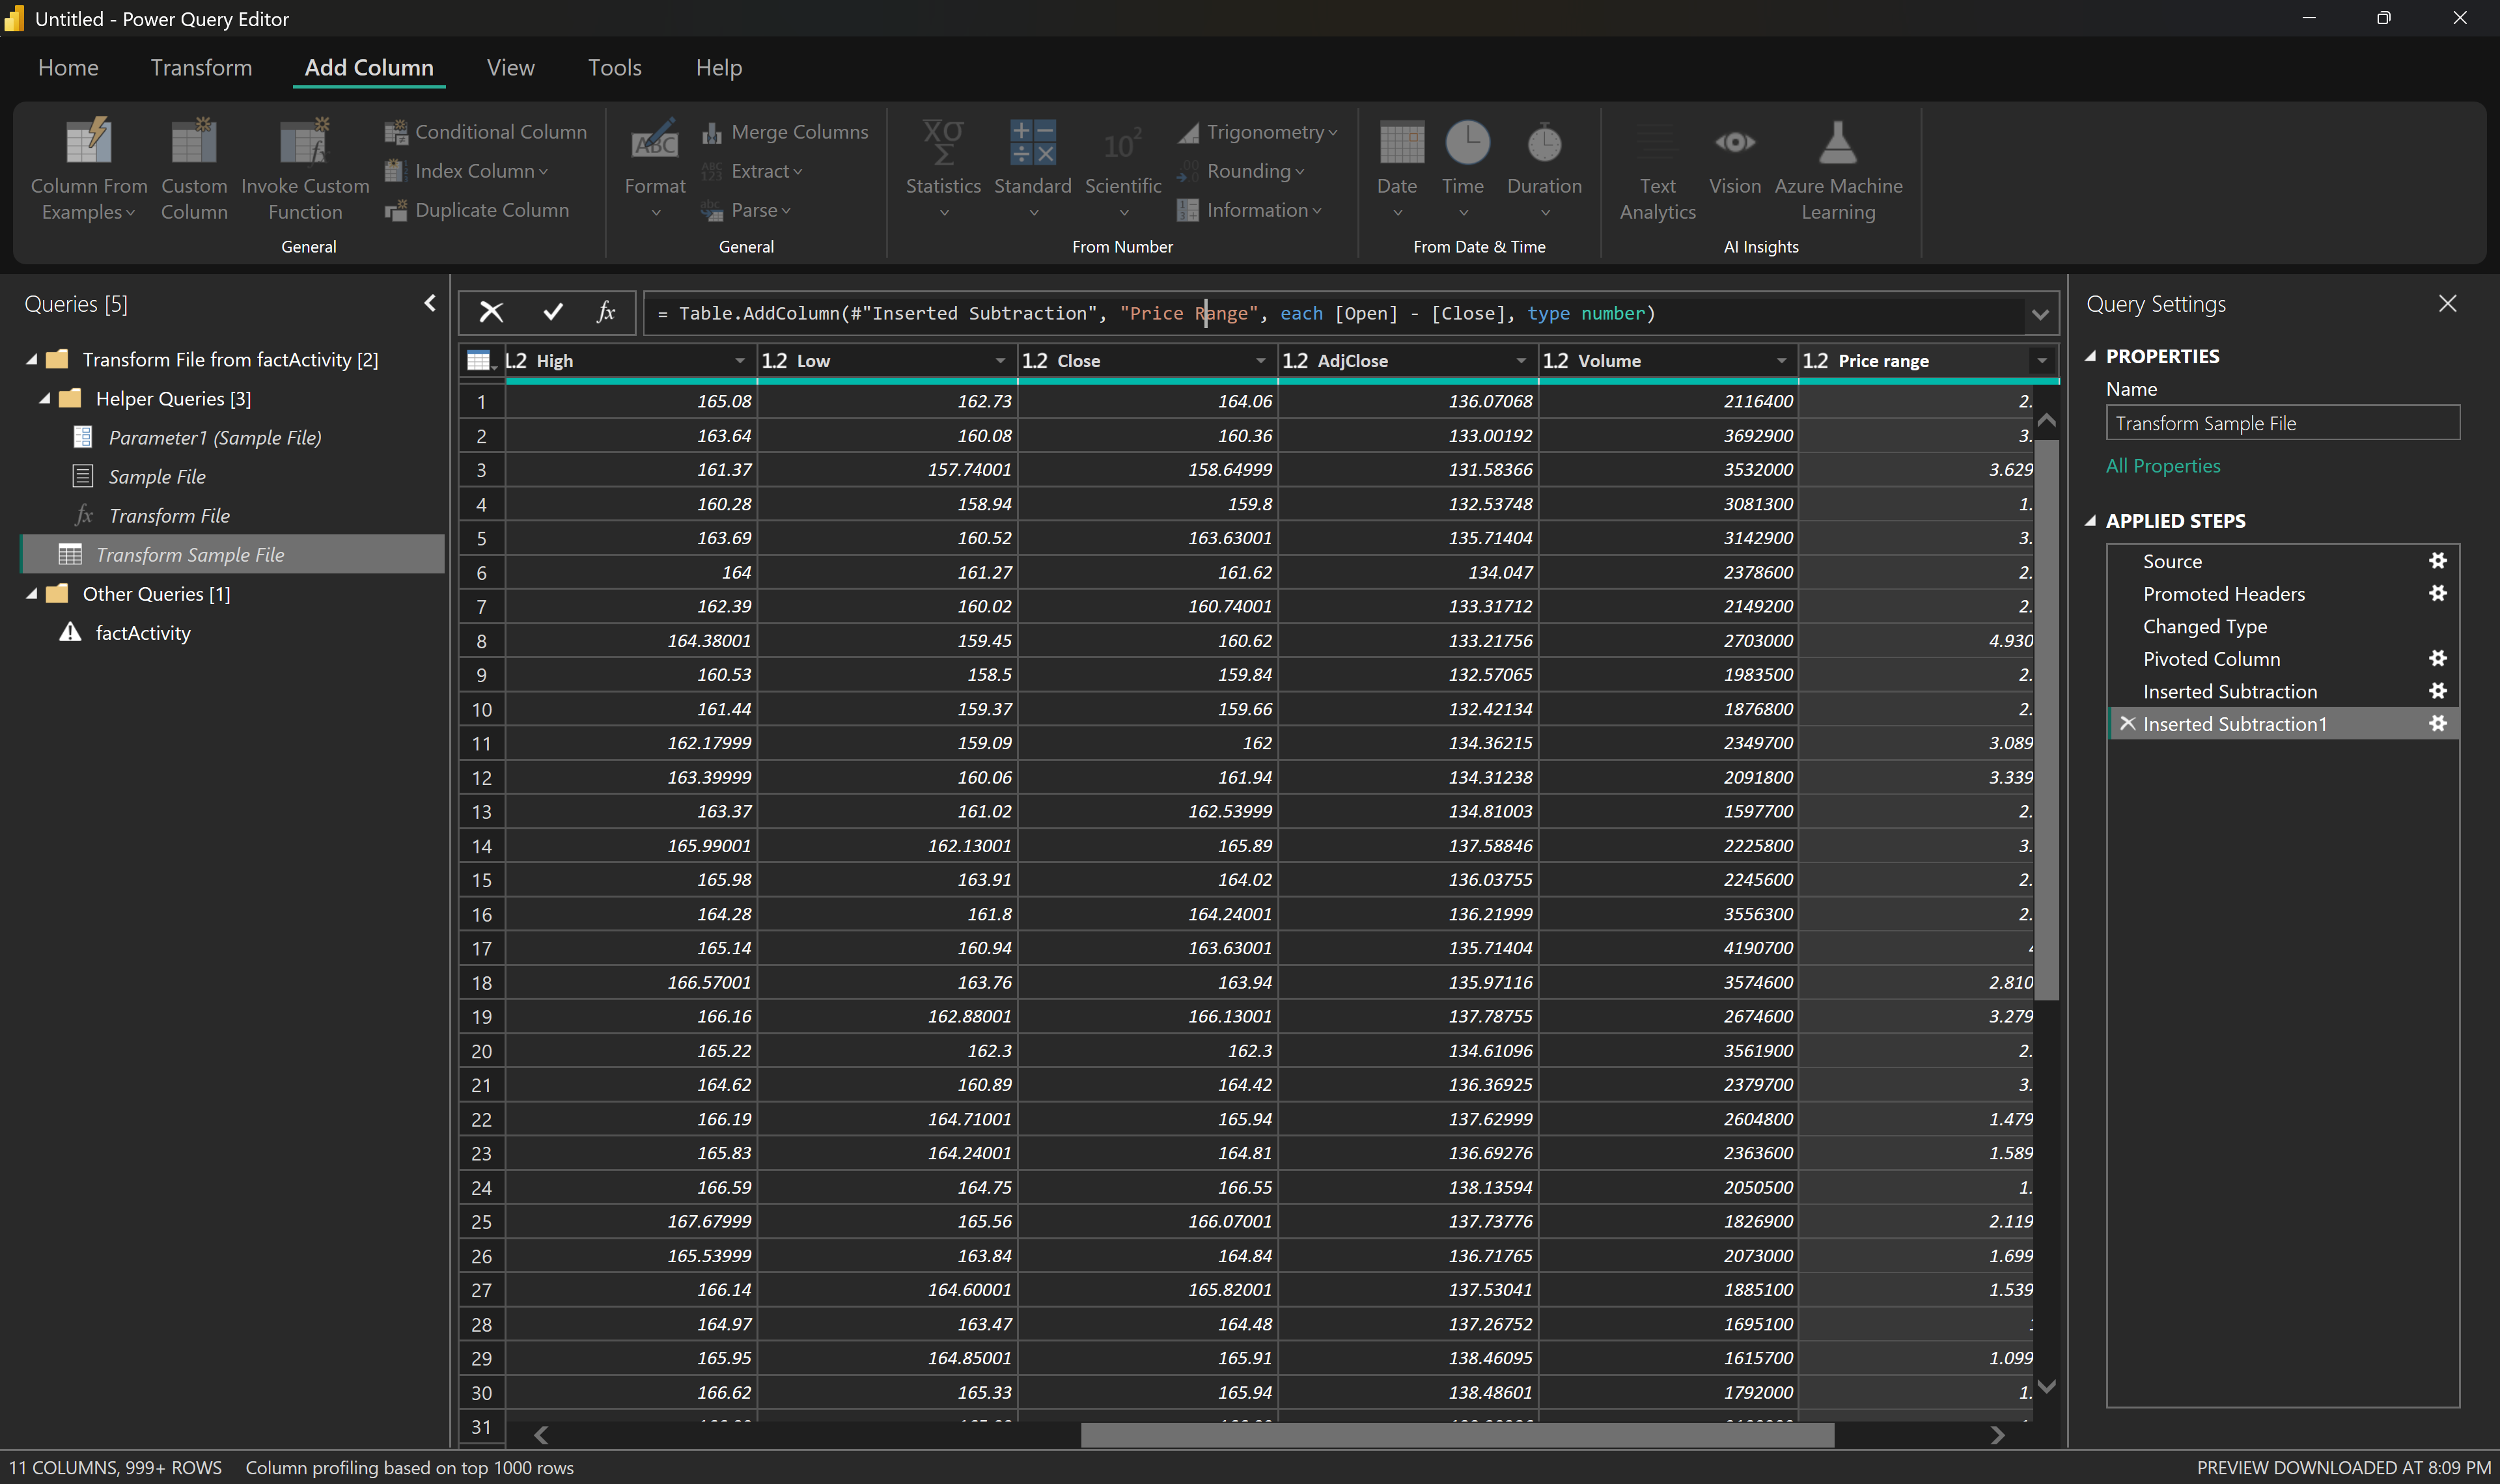 Untitled - Power Query Editor
Home Transform Add Column View Tools Help
Column From Examples
Custom Column
Invoke Custom Function
Conditional Column
Index Column
Duplicate Column
General
Format
Merge Columns
Extract
Parse
General
Statistics
Standard
Scientific
Trigonometry
Rounding
Information
From Number
Date
Time
Duration
From Date & Time
Text Analytics
Vision
Azure Machine Learning
AI Insights
Queries [5]
Transform File from factActivity [2]
Helper Queries [3]
Parameter1 (Sample File)
Sample File
Transform File
Transform Sample File
Other Queries [1]
factActivity
= Table.AddColumn(#"Inserted Subtraction", "Price Range", each [Open] - [Close], type number)
1.2 High 1.2 Low 1.2 Close 1.2 AdjClose 1.2 Volume 1.2 Price range
1 165.08 162.73 164.06 136.07068 2116400 2.
2 163.64 160.08 160.36 133.00192 3692900 3.
3 161.37 157.74001 158.64999 131.58366 3532000 3.629
4 160.28 158.94 159.8 132.53748 3081300 1.
5 163.69 160.52 163.63001 135.71404 3142900 3.
6 164 161.27 161.62 134.047 2378600 2.
7 162.39 160.02 160.74001 133.31712 2149200 2.
8 164.38001 159.45 160.62 133.21756 2703000 4.930
9 160.53 158.5 159.84 132.57065 1983500 2.
10 161.44 159.37 159.66 132.42134 1876800 2.
11 162.17999 159.09 162 134.36215 2349700 3.089
12 163.39999 160.06 161.94 134.31238 2091800 3.339
13 163.37 161.02 162.53999 134.81003 1597700 2.
14 165.99001 162.13001 165.89 137.58846 2225800 3.
15 165.98 163.91 164.02 136.03755 2245600 2.
16 164.28 161.8 164.24001 136.21999 3556300 2.
17 165.14 160.94 163.63001 135.71404 4190700
18 166.57001 163.76 163.94 135.97116 3574600 2.810
19 166.16 162.88001 166.13001 137.78755 2674600 3.279
20 165.22 162.3 162.3 134.61096 3561900 2.
21 164.62 160.89 164.42 136.36925 2379700 3.
22 166.19 164.71001 165.94 137.62999 2604800 1.479
23 165.83 164.24001 164.81 136.69276 2363600 1.589
24 166.59 164.75 166.55 138.13594 2050500 1.
25 167.67999 165.56 166.07001 137.73776 1826900 2.119
26 165.53999 163.84 164.84 136.71765 2073000 1.699
27 166.14 164.60001 165.82001 137.53041 1885100 1.539
28 164.97 163.47 164.48 137.26752 1695100
29 165.95 164.85001 165.91 138.46095 1615700 1.099
30 166.62 165.33 165.94 138.48601 1792000 1.
31
Query Settings
PROPERTIES
Name
Transform Sample File
All Properties
APPLIED STEPS
Source
Promoted Headers
Changed Type
Pivoted Column
Inserted Subtraction
Inserted Subtraction1
11 COLUMNS, 999+ ROWS Column profiling based on top 1000 rows
PREVIEW DOWNLOADED AT 8:09 PM